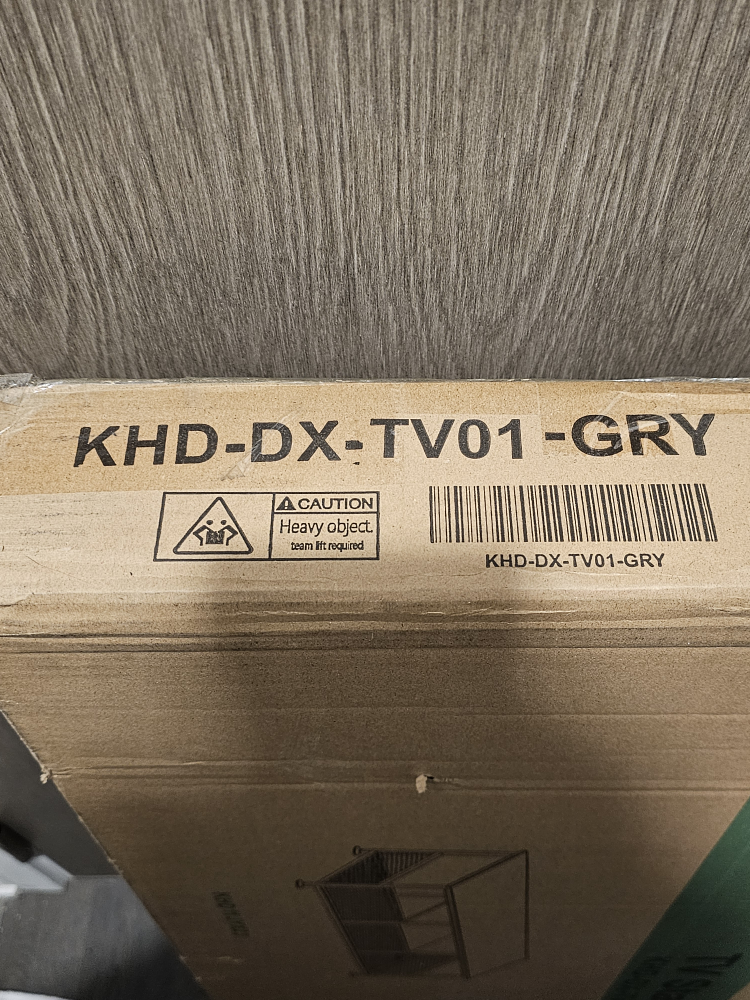 KHD-DX-TV01-GRY
CAUTION
Heavy object.
team lift required
KHD-DX-TV01-GRY